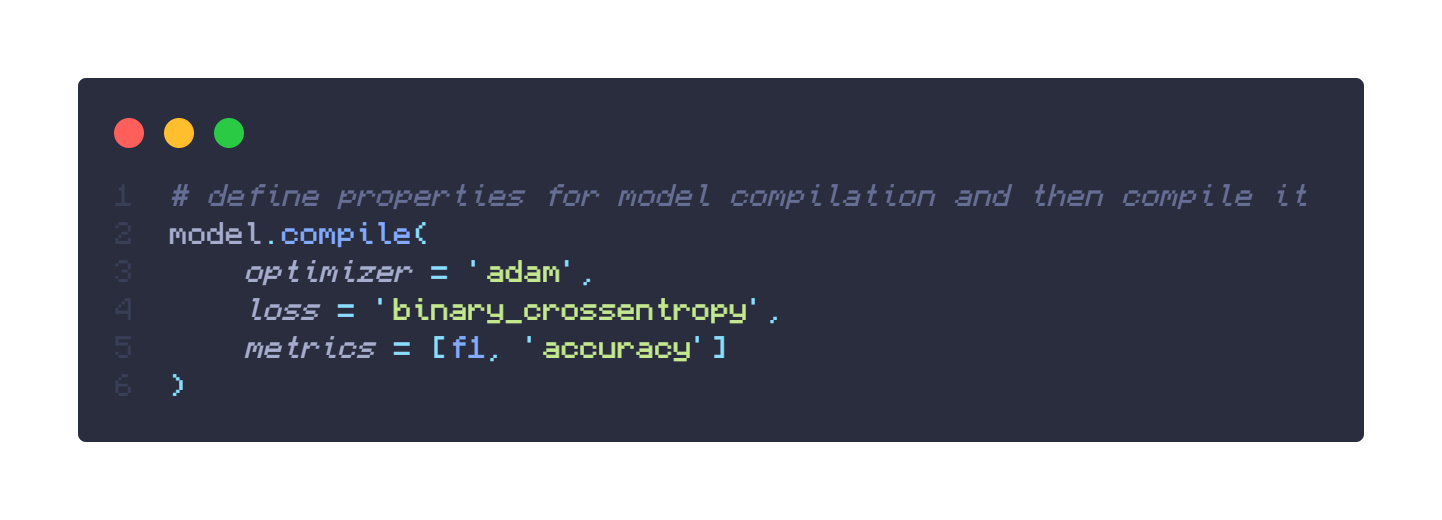 1 # define properties for model compilation and then compile it
2 model.compile(
3     optimizer = 'adam',
4     loss = 'binary_crossentropy',
5     metrics = [f1, 'accuracy']
6 )